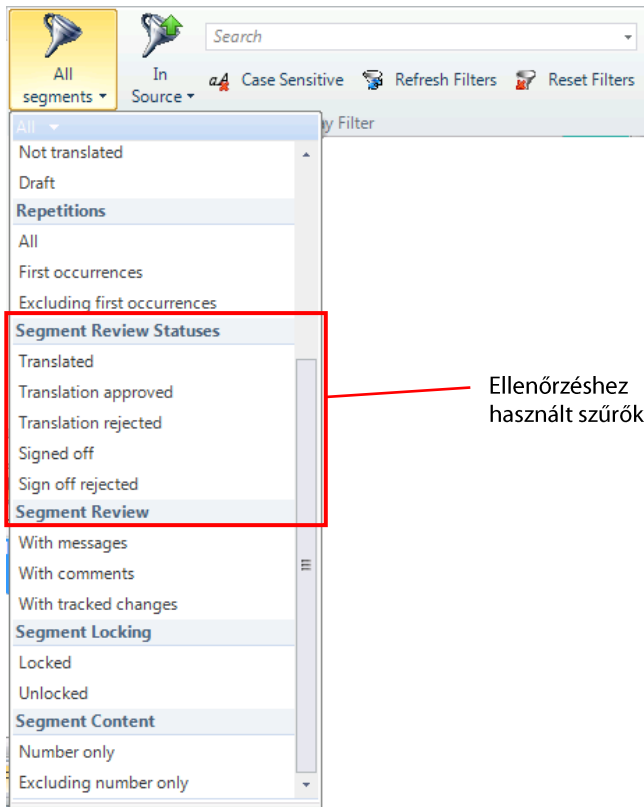 Search
All
segments
In
Source
aA Case Sensitive
Refresh Filters
Reset Filters
All
y Filter
Not translated
Draft
Repetitions
All
First occurrences
Excluding first occurrences
Segment Review Statuses
Translated
Translation approved
Translation rejected
Signed off
Sign off rejected
Segment Review
With messages
With comments
With tracked changes
Segment Locking
Locked
Unlocked
Segment Content
Number only
Excluding number only
Ellenőrzéshez
használt szűrők